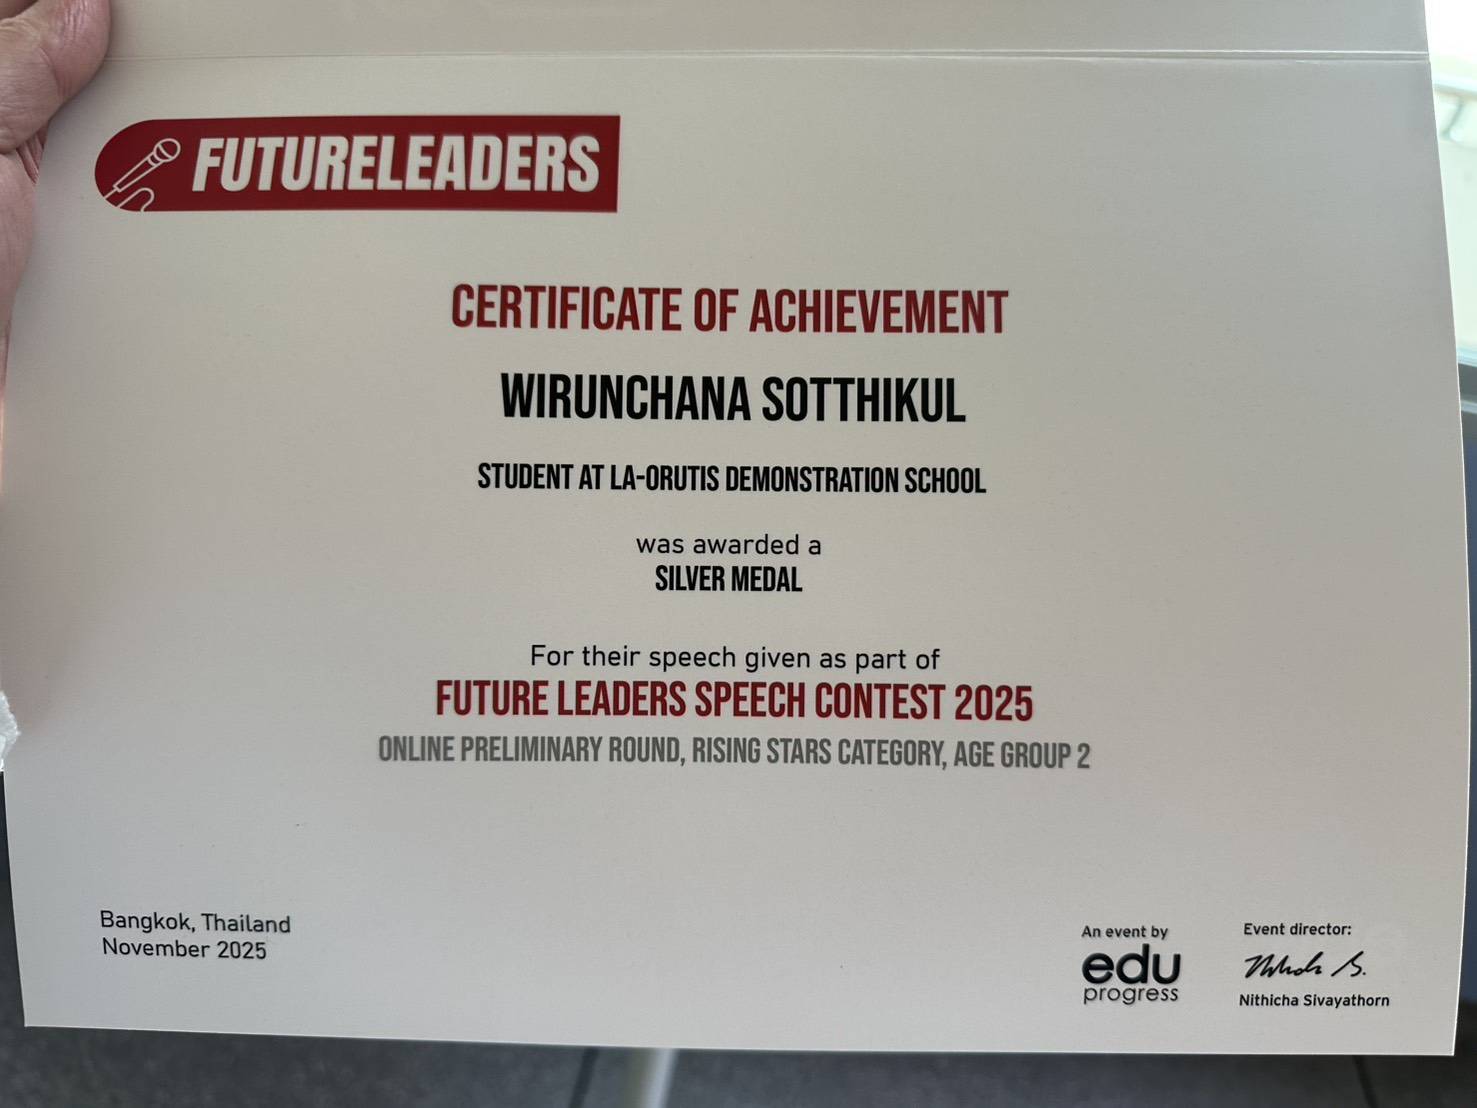 FUTURELEADERS
CERTIFICATE OF ACHIEVEMENT
WIRUNCHANA SOTTHIKUL
STUDENT AT LA-ORUTIS DEMONSTRATION SCHOOL
was awarded a
SILVER MEDAL
For their speech given as part of
FUTURE LEADERS SPEECH CONTEST 2025
ONLINE PRELIMINARY ROUND, RISING STARS CATEGORY, AGE GROUP 2
Bangkok, Thailand
November 2025
An event by
edu
progress
Event director:
Nithicha Sivayathorn